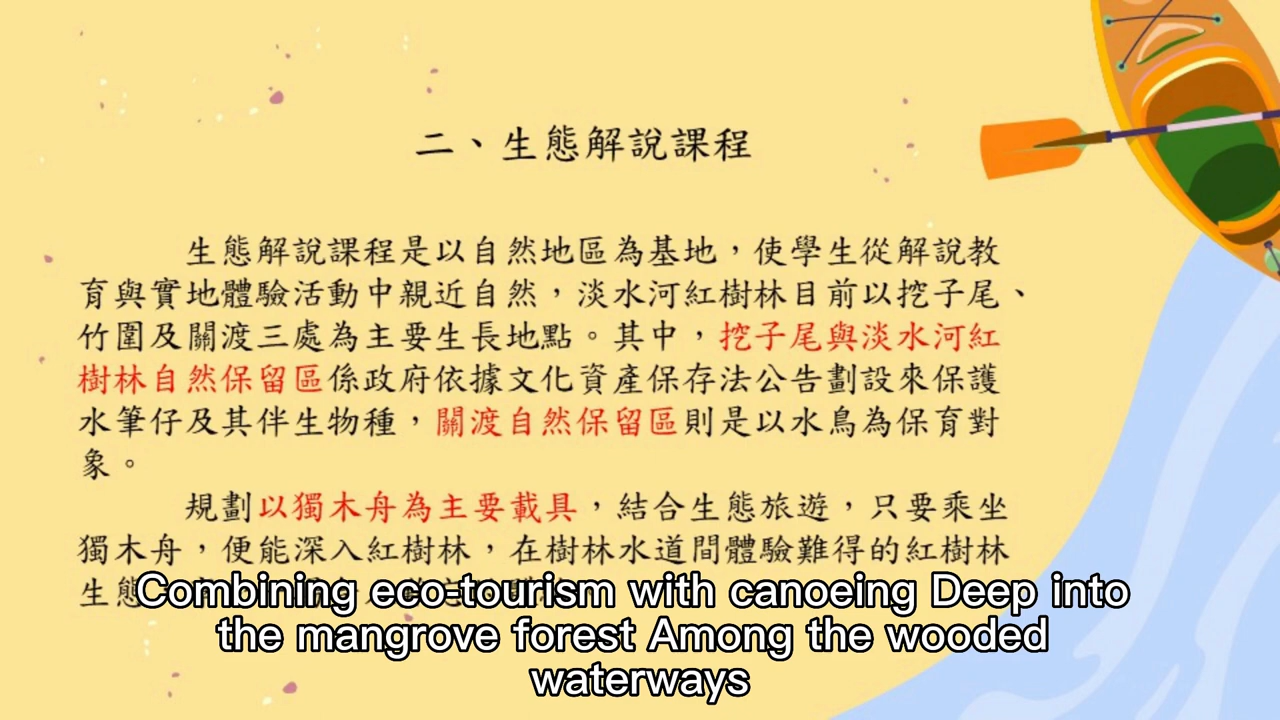 二、生態解說課程
生態解說課程是以自然地區為基地，使學生從解說教
育與實地體驗活動中親近自然，淡水河紅樹林目前以挖子尾、
竹圍及關渡三處為主要生長地點。其中，挖子尾與淡水河紅
樹林自然保留區係政府依據文化資產保存法公告劃設來保護
水筆仔及其伴生物種，關渡自然保留區則是以水鳥為保育對
象。
規劃以獨木舟為主要載具，結合生態旅遊，只要乘坐
獨木舟，便能深入紅樹林，在樹林水道間體驗難得的紅樹林
生態
Combining eco-tourism with canoeing Deep into
the mangrove forest Among the wooded
waterways